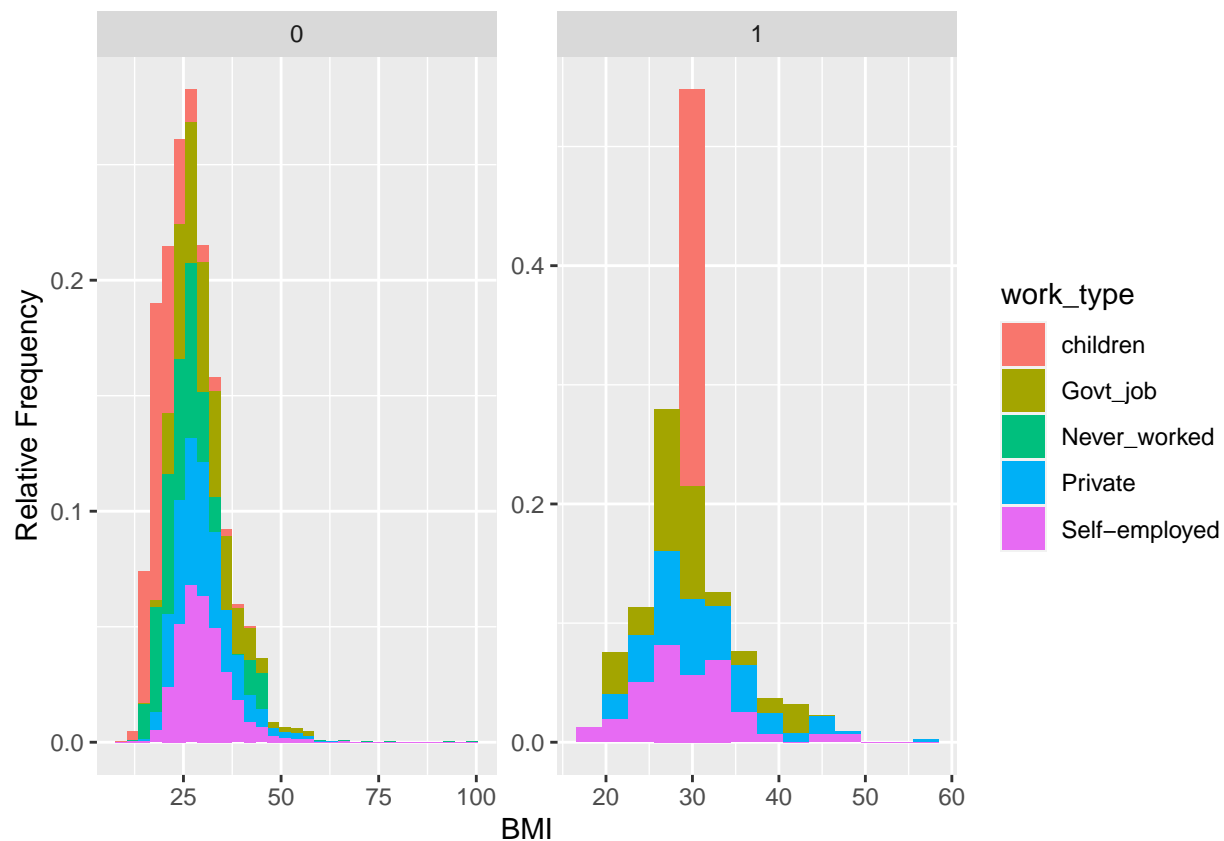 0
1
Relative Frequency
0.2
0.1
0.0
0.4
0.2
0.0
25
50
75
100
20
30
40
50
60
BMI
work_type
children
Govt_job
Never_worked
Private
Self−employed